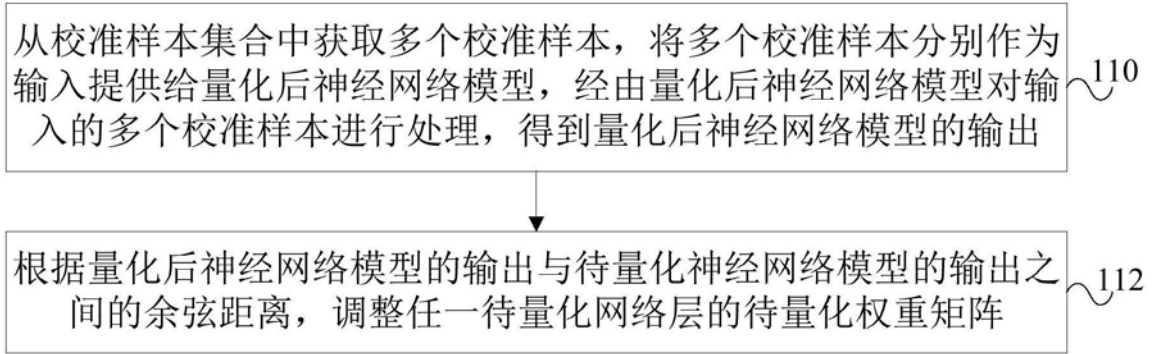 从校准样本集合中获取多个校准样本，将多个校准样本分别作为
输入提供给量化后神经网络模型，经由量化后神经网络模型对输
入的多个校准样本进行处理，得到量化后神经网络模型的输出
110
根据量化后神经网络模型的输出与待量化神经网络模型的输出之
间的余弦距离，调整任一待量化网络层的待量化权重矩阵
112